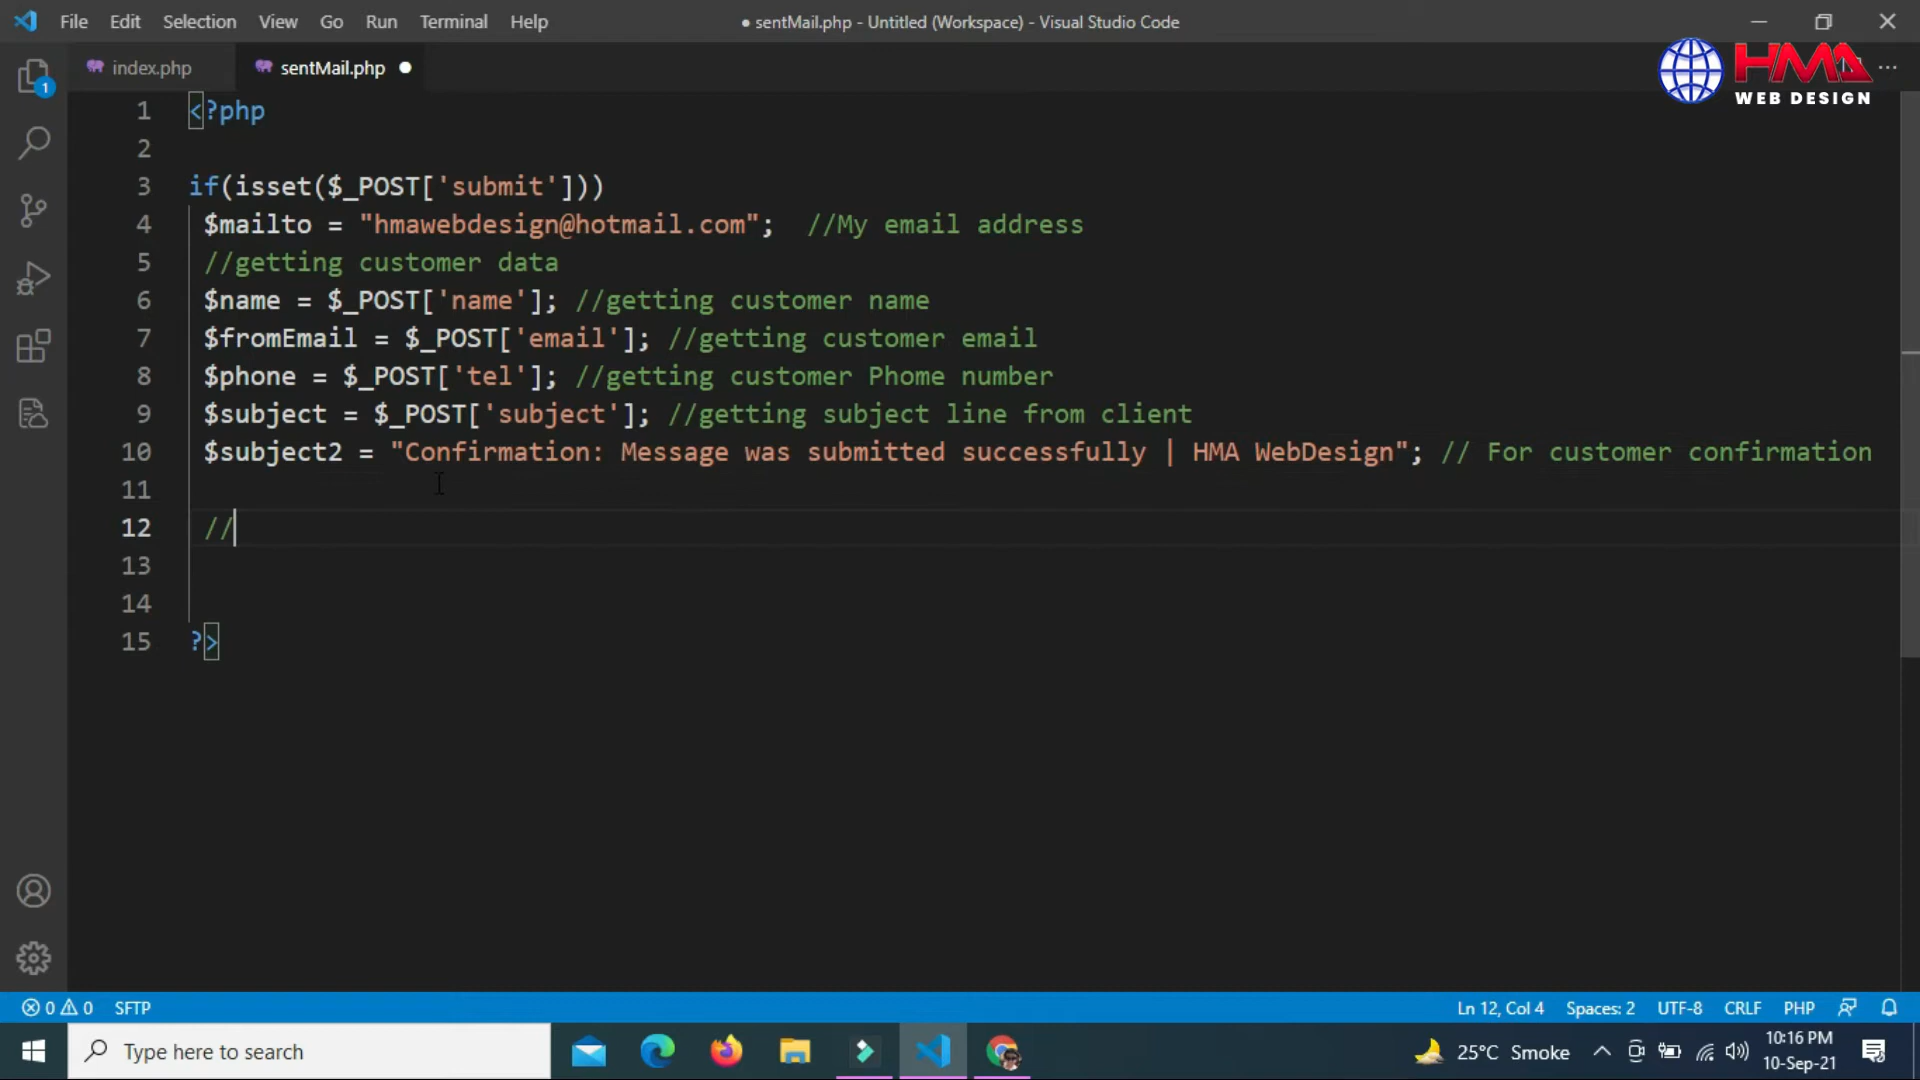 File Edit Selection View Go Run Terminal Help
● sentMail.php - Untitled (Workspace) - Visual Studio Code
index.php
sentMail.php
HMA
WEB DESIGN
1 <?php
2
3 if(isset($_POST['submit']))
4 $mailto = "hmawebdesign@hotmail.com";  //My email address
5 //getting customer data
6 $name = $_POST['name']; //getting customer name
7 $fromEmail = $_POST['email']; //getting customer email
8 $phone = $_POST['tel']; //getting customer Phome number
9 $subject = $_POST['subject']; //getting subject line from client
10 $subject2 = "Confirmation: Message was submitted successfully | HMA WebDesign"; // For customer confirmation
11
12 //
13
14
15 ?>
1
0 0 SFTP
Ln 12, Col 4 Spaces: 2 UTF-8 CRLF PHP
Type here to search
25°C Smoke
10:16 PM
10-Sep-21